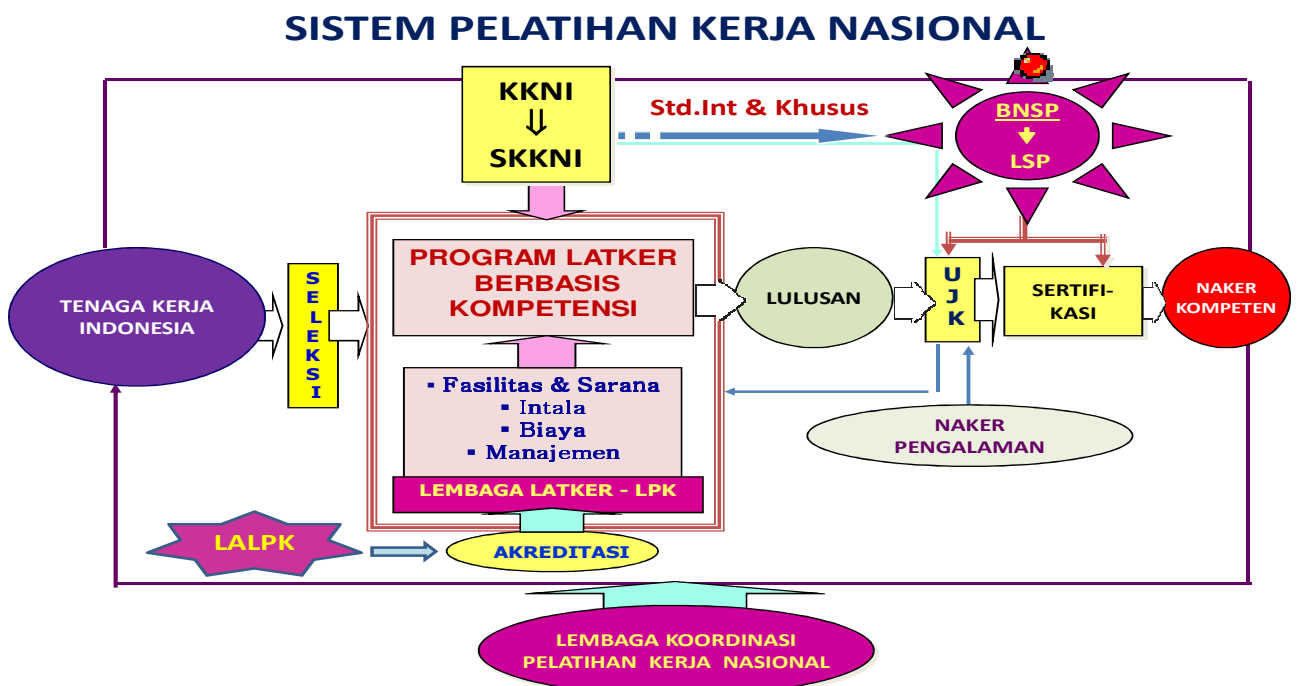 SISTEM PELATIHAN KERJA NASIONAL
KKNI
⇓
SKKNI
Std.Int & Khusus
BNSP
LSP
TENAGA KERJA
INDONESIA
S
E
L
E
K
S
I
PROGRAM LATKER
BERBASIS
KOMPETENSI
LULUSAN
U
J
K
SERTIFI-
KASI
NAKER
KOMPETEN
▪ Fasilitas & Sarana
▪ Intala
▪ Biaya
▪ Manajemen
LEMBAGA LATKER - LPK
NAKER
PENGALAMAN
LALPK
AKREDITASI
LEMBAGA KOORDINASI
PELATIHAN KERJA NASIONAL